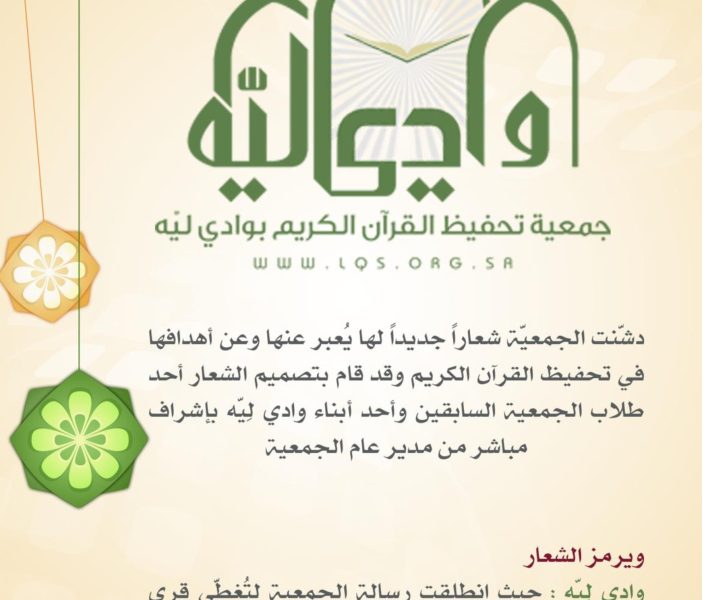 وادي ليّه
جمعية تحفيظ القرآن الكريم بوادي ليّه
WWW.LQS.ORG.SA
دشّنت الجمعيّة شعاراً جديداً لها يُعبر عنها وعن أهدافها
في تحفيظ القرآن الكريم وقد قام بتصميم الشعار أحد
طلاب الجمعية السابقين وأحد أبناء وادي لِيّه بإشراف
مباشر من مدير عام الجمعية
ويرمز الشعار
وادي ليّه : حيث انطلقت رسالة الجمعية لتُغطّي قرى